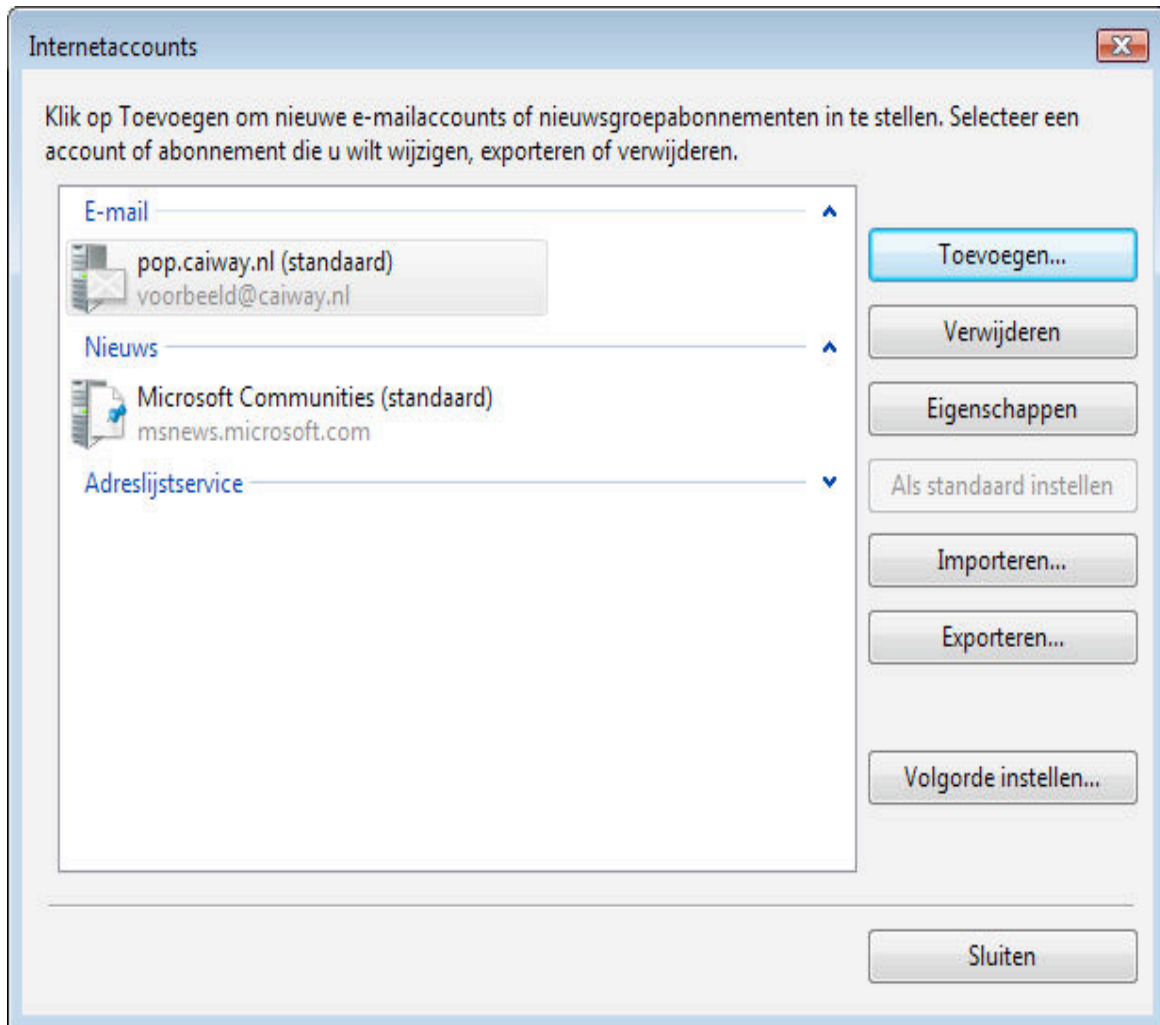 Internetaccounts
Klik op Toevoegen om nieuwe e-mailaccounts of nieuwsgroepabonnementen in te stellen. Selecteer een
account of abonnement die u wilt wijzigen, exporteren of verwijderen.
E-mail
pop.caiway.nl (standaard)
voorbeeld@caiway.nl
Nieuws
Microsoft Communities (standaard)
msnews.microsoft.com
Adreslijstservice
Toevoegen...
Verwijderen
Eigenschappen
Als standaard instellen
Importeren...
Exporteren...
Volgorde instellen...
Sluiten